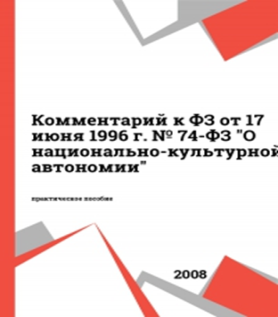 Комментарий к ФЗ от 17
июня 1996 г. № 74-ФЗ "О
национально-культурной
автономии"
практическое пособие
2008